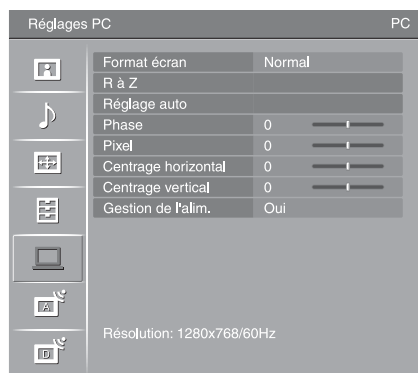 Réglages PC PC
Format écran Normal
R à Z
Réglage auto
Phase 0
Pixel 0
Centrage horizontal 0
Centrage vertical 0
Gestion de l'alim. Oui
A
D
Résolution: 1280x768/60Hz